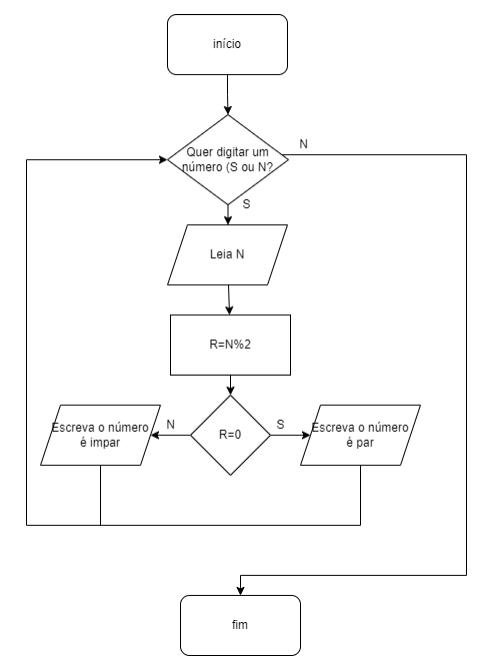 início
Quer digitar um
número (S ou N?
N
S
Leia N
R=N%2
Escreva o número
é impar
N
R=0
S
Escreva o número
é par
fim